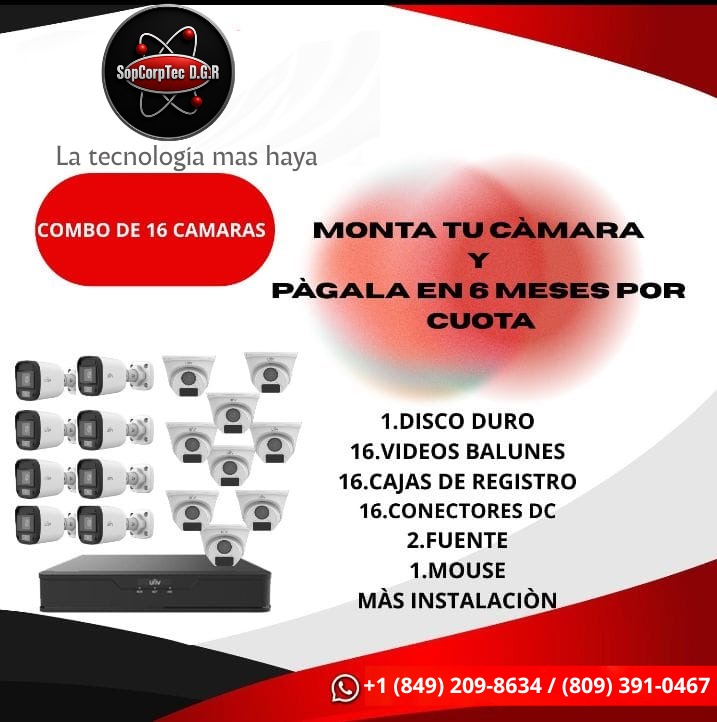 SopCorpTec D.G.R
La tecnología mas haya
COMBO DE 16 CAMARAS
MONTA TU CÀMARA
Y
PÀGALA EN 6 MESES POR
CUOTA
1.DISCO DURO
16.VIDEOS BALUNES
16.CAJAS DE REGISTRO
16.CONECTORES DC
2.FUENTE
1.MOUSE
MÀS INSTALACIÒN
unv
+1 (849) 209-8634 / (809) 391-0467